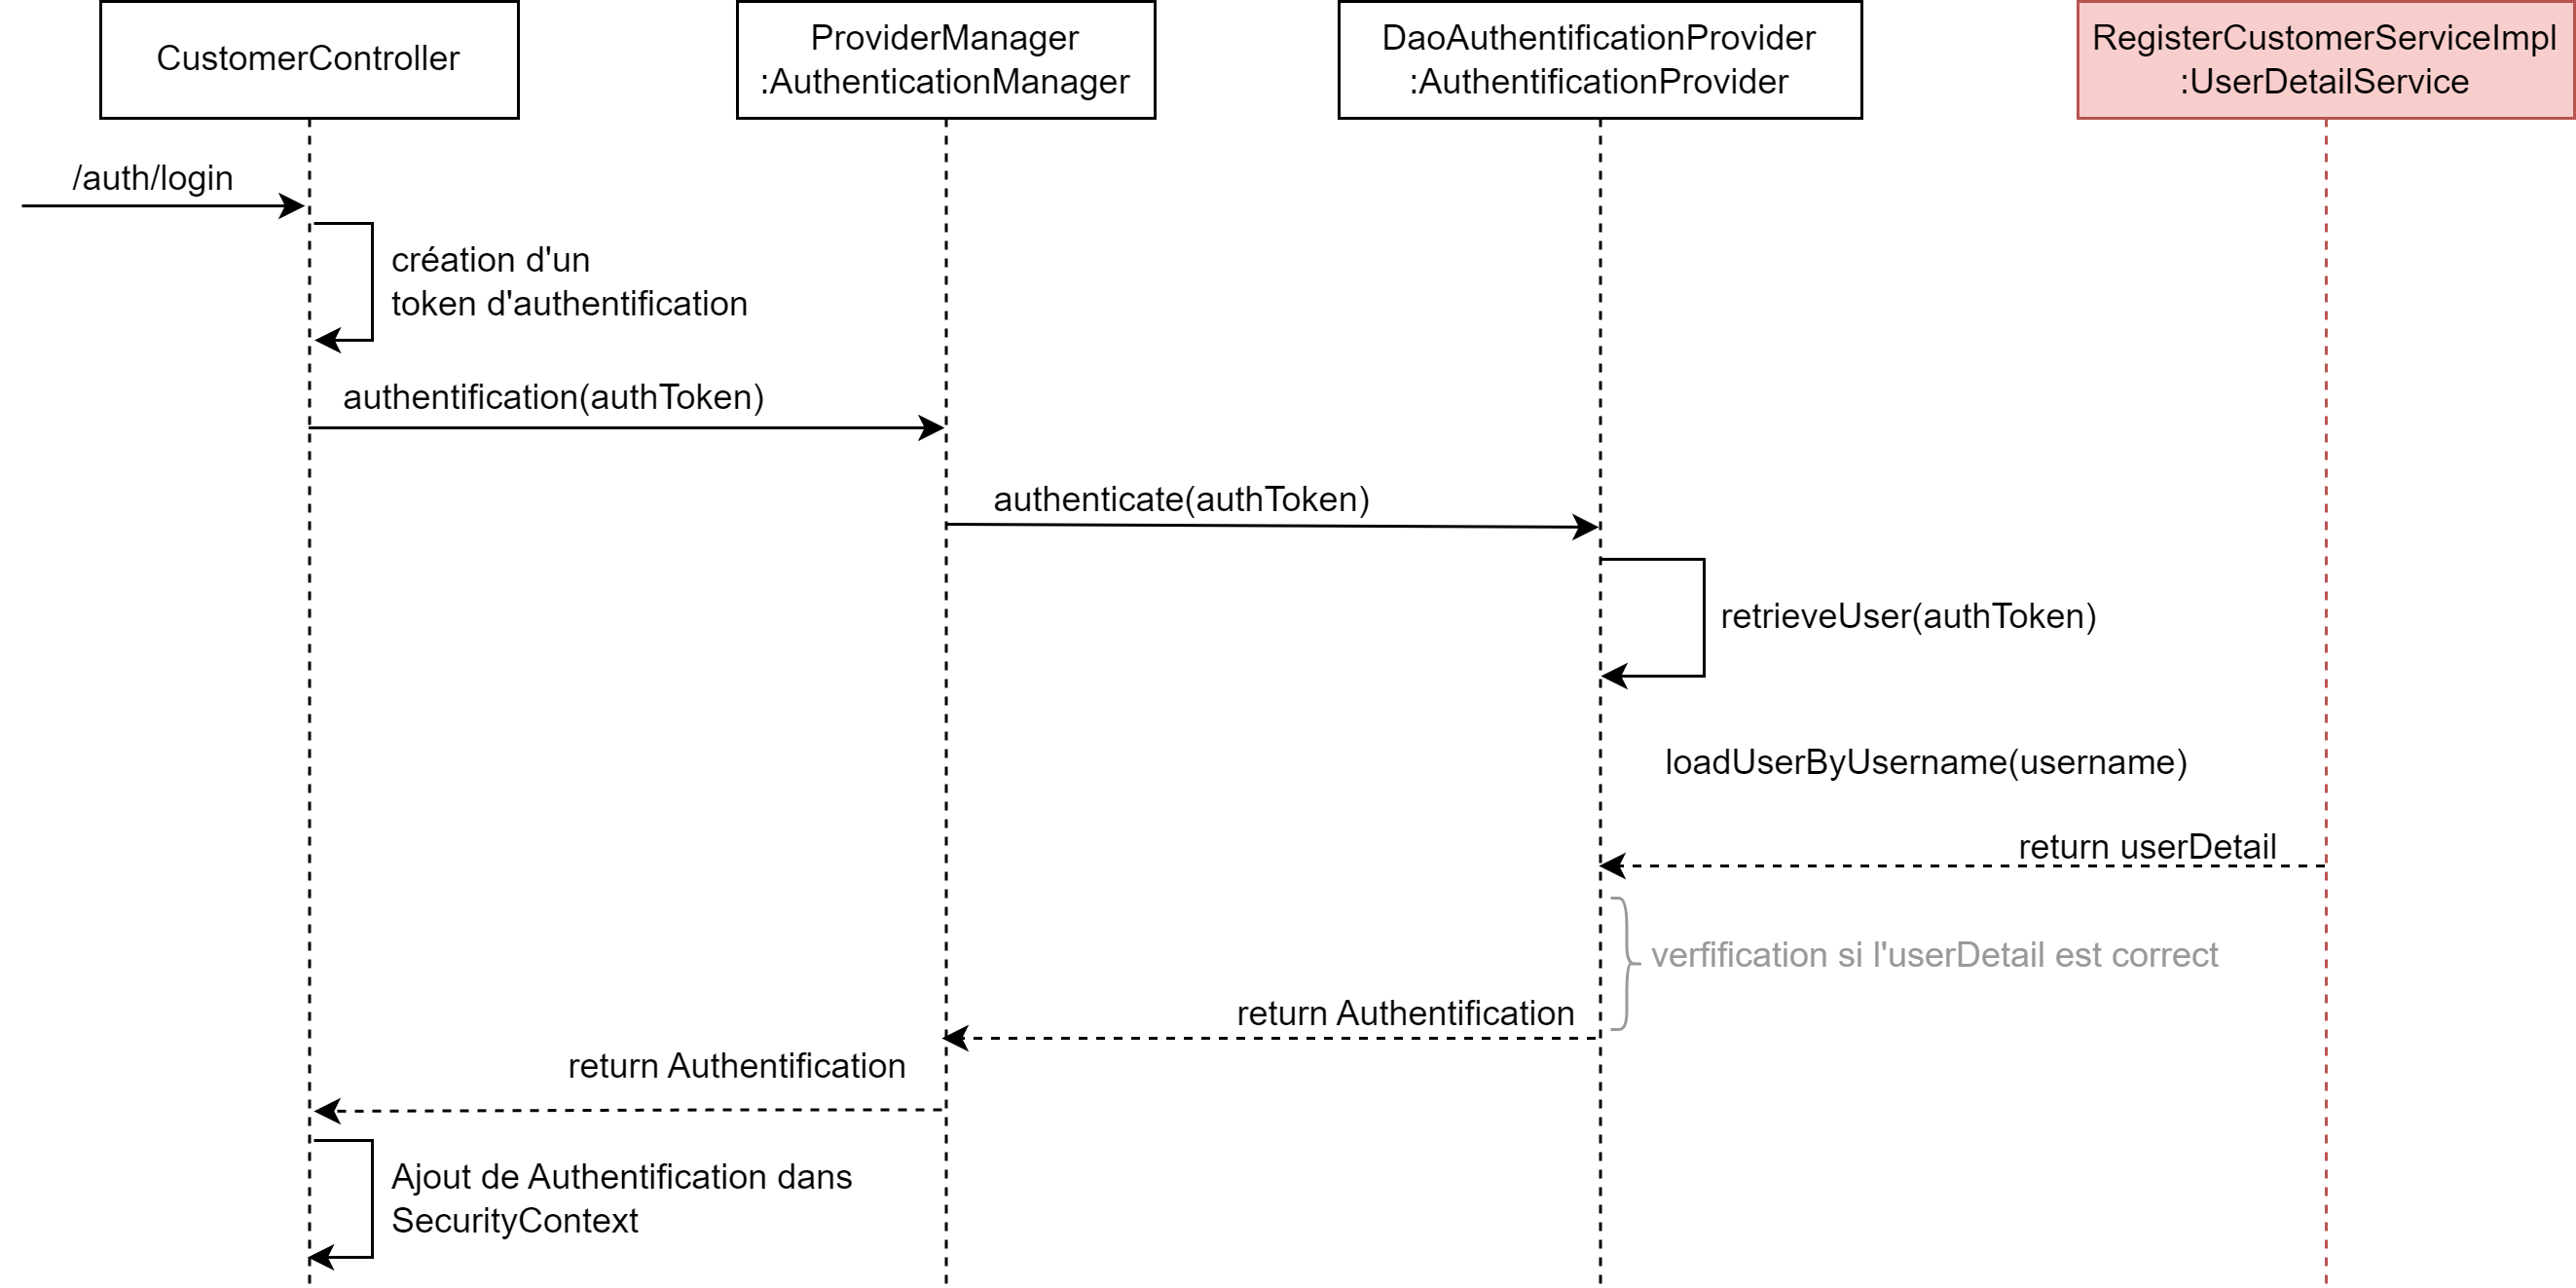 CustomerController
ProviderManager
:AuthenticationManager
DaoAuthentificationProvider
:AuthentificationProvider
RegisterCustomerServiceImpl
:UserDetailService
/auth/login
création d'un
token d'authentification
authentification(authToken)
authenticate(authToken)
retrieveUser(authToken)
loadUserByUsername(username)
return userDetail
verfification si l'userDetail est correct
return Authentification
return Authentification
Ajout de Authentification dans
SecurityContext